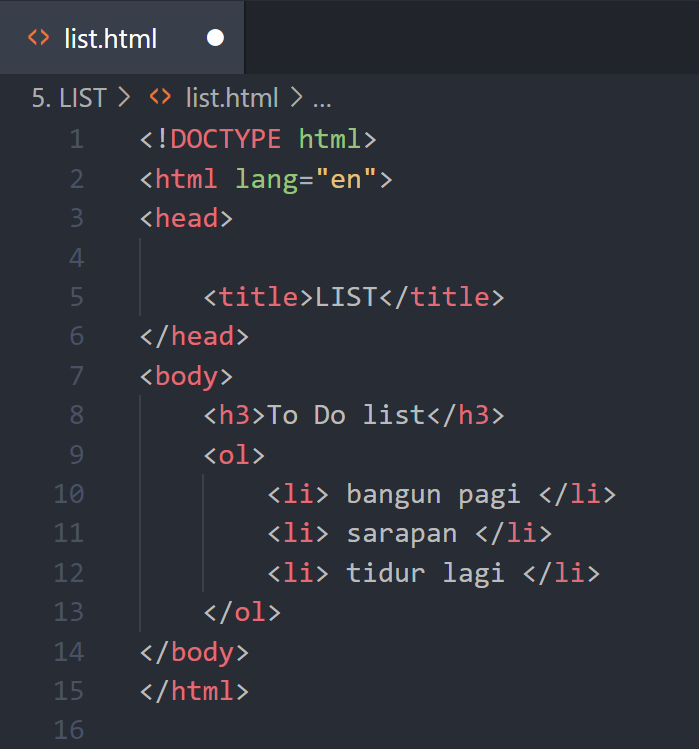 list.html
5. LIST > list.html > ...
1 <!DOCTYPE html>
2 <html lang="en">
3 <head>
4
5     <title>LIST</title>
6 </head>
7 <body>
8     <h3>To Do list</h3>
9     <ol>
10         <li> bangun pagi </li>
11         <li> sarapan </li>
12         <li> tidur lagi </li>
13     </ol>
14 </body>
15 </html>
16